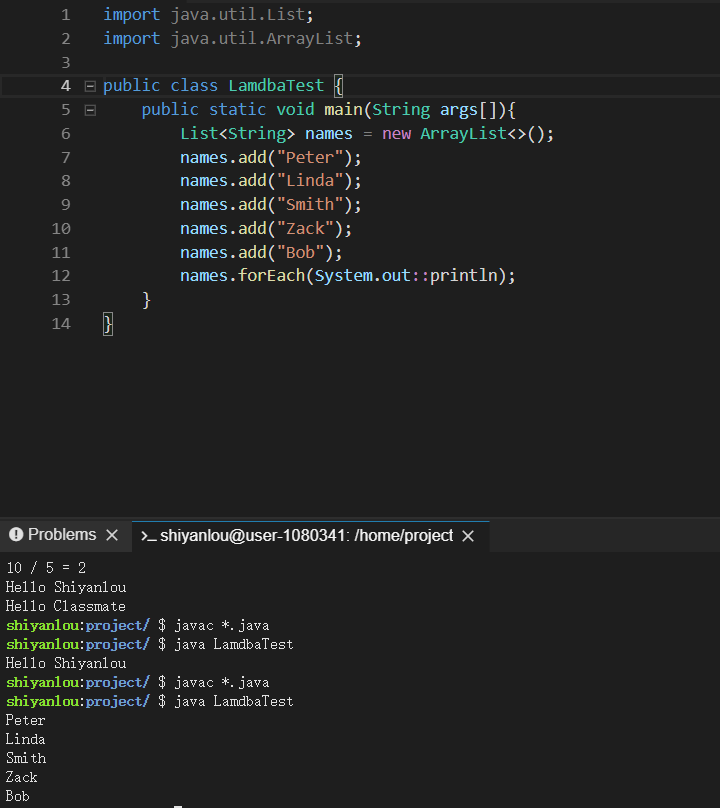 1 import java.util.List;
2 import java.util.ArrayList;
3
4 public class LamdbaTest {
5 public static void main(String args[]){
6 List<String> names = new ArrayList<>();
7 names.add("Peter");
8 names.add("Linda");
9 names.add("Smith");
10 names.add("Zack");
11 names.add("Bob");
12 names.forEach(System.out::println);
13 }
14 }
Problems shiyanlou@user-1080341: /home/project
10 / 5 = 2
Hello Shiyanlou
Hello Classmate
shiyanlou:project/ $ javac *.java
shiyanlou:project/ $ java LamdbaTest
Hello Shiyanlou
shiyanlou:project/ $ javac *.java
shiyanlou:project/ $ java LamdbaTest
Peter
Linda
Smith
Zack
Bob